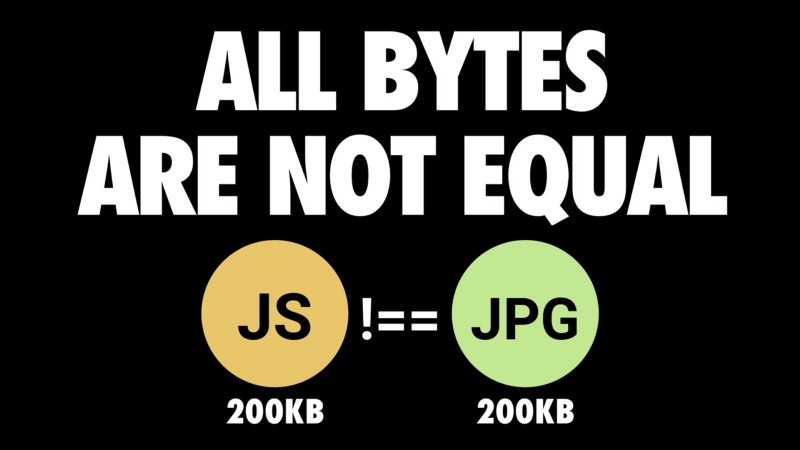 ALL BYTES
ARE NOT EQUAL
JS !== JPG
200KB 200KB